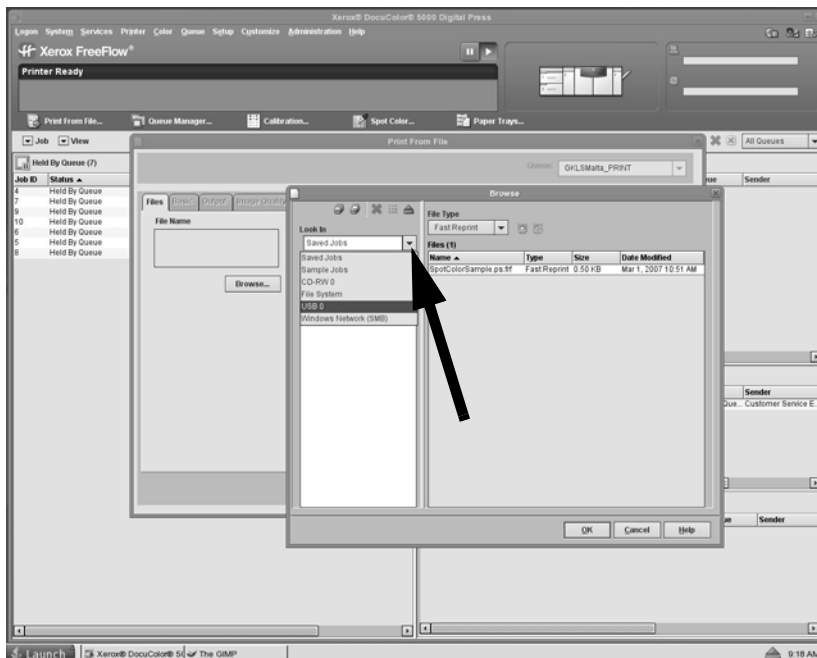 Xerox® DocuColor® 5000 Digital Press
Logon System Services Printer Color Queue Setup Customize Administration Help
Xerox FreeFlow®
Printer Ready
Print From File... Queue Manager... Calibration... Spot Color... Paper Trays...
Job View
All Queues
Held By Queue (7)
Job ID Status
4 Held By Queue
7 Held By Queue
9 Held By Queue
10 Held By Queue
6 Held By Queue
5 Held By Queue
8 Held By Queue
Print From File
Queue: GKLSMalta_PRINT
Files Basic Output Image Quality
File Name
Browse...
Browse
Look In
Saved Jobs
Saved Jobs
Sample Jobs
CD-RW 0
File System
USB 0
Windows Network (SMB)
File Type
Fast Reprint
Files (1)
Name Type Size Date Modified
SpotColorSample.ps.frf Fast Reprint 0.50 KB Mar 1, 2007 10:51 AM
OK Cancel Help
ue Sender
Sender
Que... Customer Service E
ue Sender
Launch Xerox® DocuColor® 5( The GIMP 9:18 AM